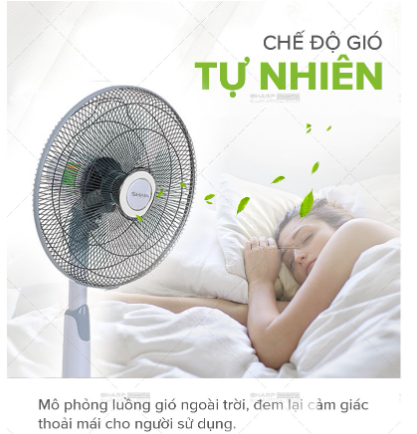 CHẾ ĐỘ GIÓ
TỰ NHIÊN
Mô phỏng luồng gió ngoài trời, đem lại cảm giác
thoải mái cho người sử dụng.